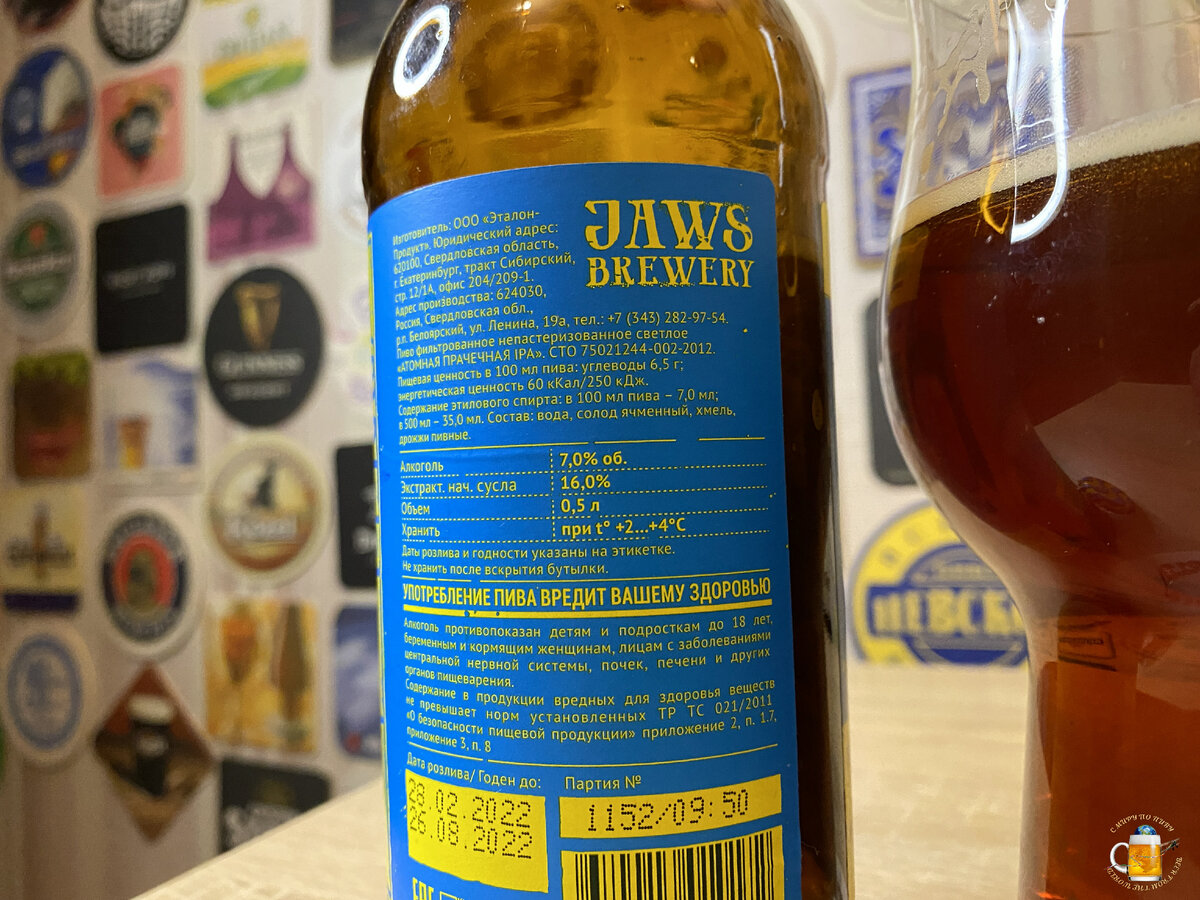 JAWS
BREWERY
Изготовитель: ООО «Эталон-
Продукт». Юридический адрес:
620100, Свердловская область,
г. Екатеринбург, тракт Сибирский,
стр. 12/1А, офис 204/209-1.
Адрес производства: 624030,
Россия, Свердловская обл.,
р.п. Белоярский, ул. Ленина, 19а, тел.: +7 (343) 282-97-54.
Пиво фильтрованное непастеризованное светлое
«АТОМНАЯ ПРАЧЕЧНАЯ IPA». СТО 75021244-002-2012.
Пищевая ценность в 100 мл пива: углеводы 6,5 г;
энергетическая ценность 60 кКал/250 кДж.
Содержание этилового спирта: в 100 мл пива – 7,0 мл;
в 500 мл – 35,0 мл. Состав: вода, солод ячменный, хмель,
дрожжи пивные.
Алкоголь 7,0% об.
Экстракт. нач. сусла 16,0%
Объем 0,5 л
Хранить при t° +2...+4°C
Даты розлива и годности указаны на этикетке.
Не хранить после вскрытия бутылки.
УПОТРЕБЛЕНИЕ ПИВА ВРЕДИТ ВАШЕМУ ЗДОРОВЬЮ
Алкоголь противопоказан детям и подросткам до 18 лет,
беременным и кормящим женщинам, лицам с заболеваниями
центральной нервной системы, почек, печени и других
органов пищеварения.
Содержание в продукции вредных для здоровья веществ
не превышает норм установленных ТР ТС 021/2011
«О безопасности пищевой продукции» приложение 2, п. 1.7,
приложение 3, п. 8
Дата розлива/ Годен до: Партия №
28.02.2022
26.08.2022
1152/09:50
GUINNESS
НЕВСК
С МИРУ ПО ПИВУ
BEER FROM THE WORLD